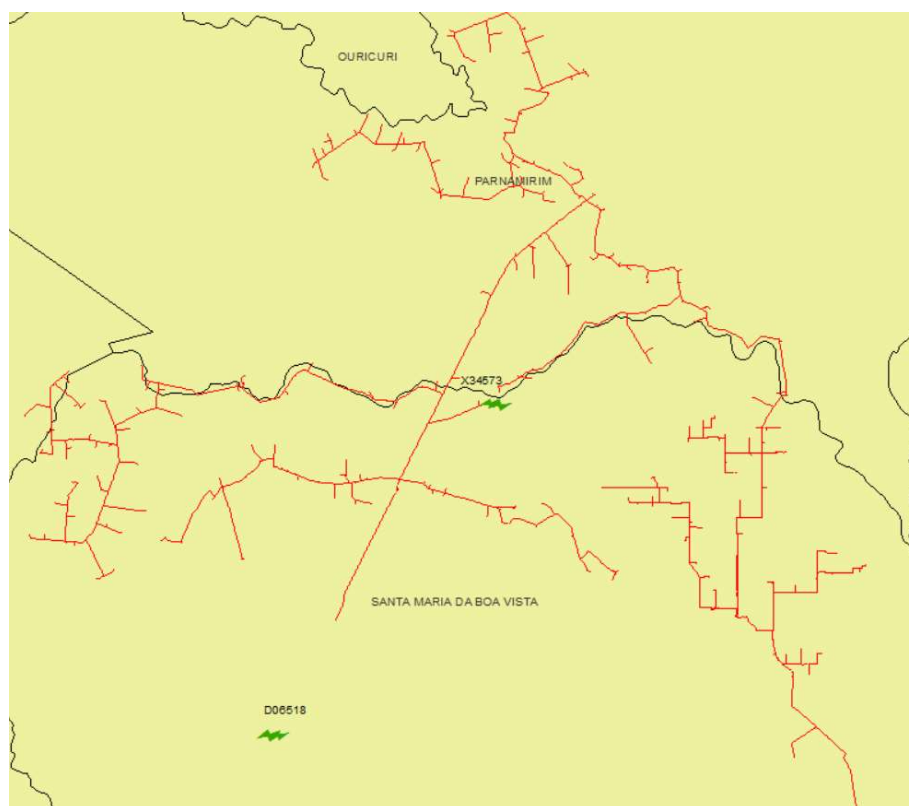 OURICURI
PARNAMIRIM
X34573
SANTA MARIA DA BOA VISTA
D06518